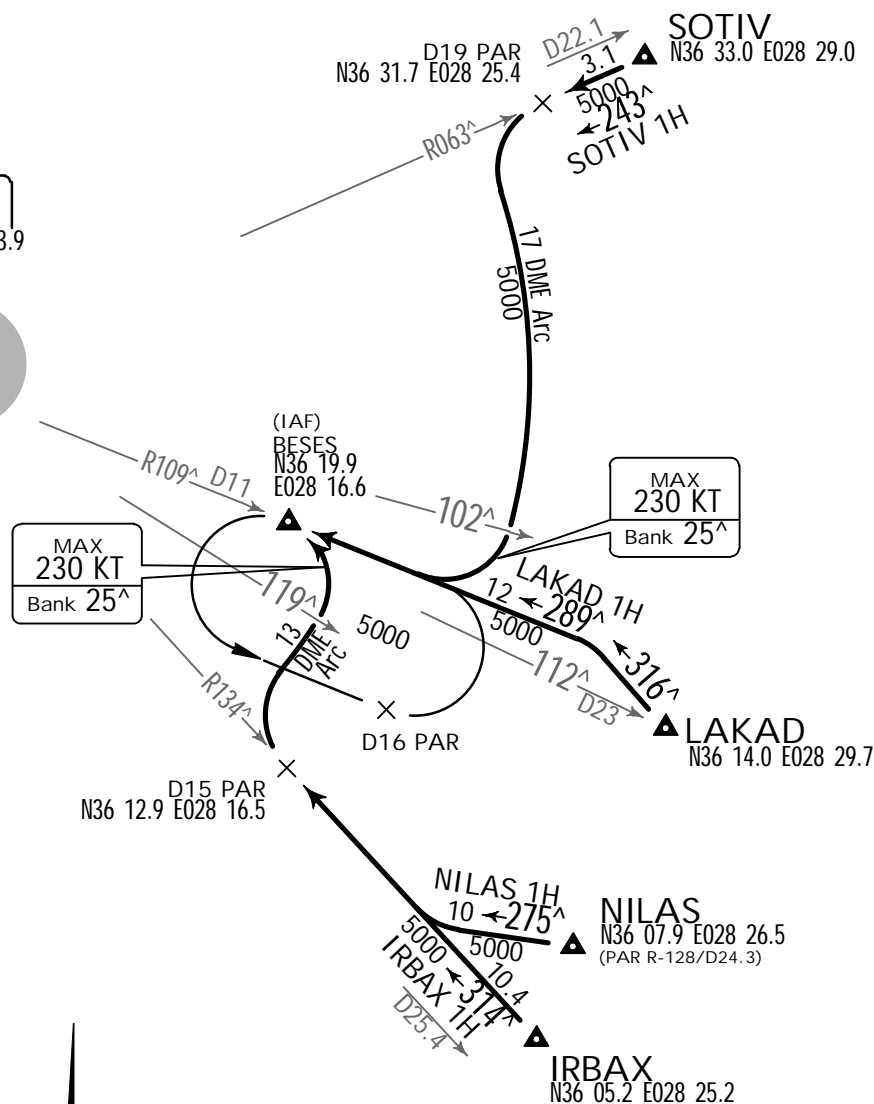 SOTIV
N36 33.0 E028 29.0
D22.1
D19 PAR
N36 31.7 E028 25.4
3.1
5000
243^
SOTIV 1H
R063^
3.9
17 DME Arc
5000
(IAF)
BESES
N36 19.9
E028 16.6
R109^ D11
102^
MAX
230 KT
Bank 25^
MAX
230 KT
Bank 25^
119^
LAKAD 1H
12 289^
5000
316^
5000
13
DME
Arc
112^
D23
R134^
D16 PAR
LAKAD
N36 14.0 E028 29.7
D15 PAR
N36 12.9 E028 16.5
NILAS 1H
10 275^
5000
NILAS
N36 07.9 E028 26.5
(PAR R-128/D24.3)
5000
10.4
314^
IRBAX 1H
D25.4
IRBAX
N36 05.2 E028 25.2